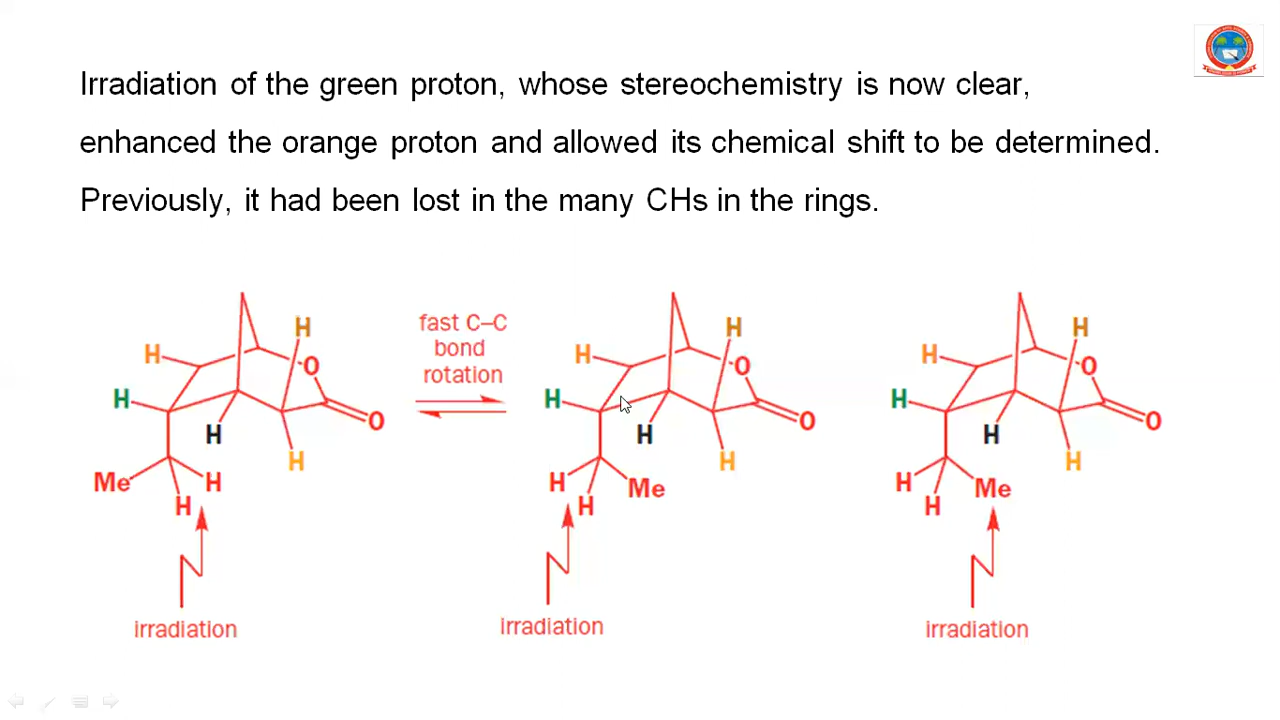 Irradiation of the green proton, whose stereochemistry is now clear,
enhanced the orange proton and allowed its chemical shift to be determined.
Previously, it had been lost in the many CHs in the rings.
H
H
O
H
O
H
H
Me
H
H
irradiation
fast C–C
bond
rotation
H
H
O
H
O
H
H
H
Me
H
irradiation
H
H
O
H
O
H
H
H
Me
H
irradiation